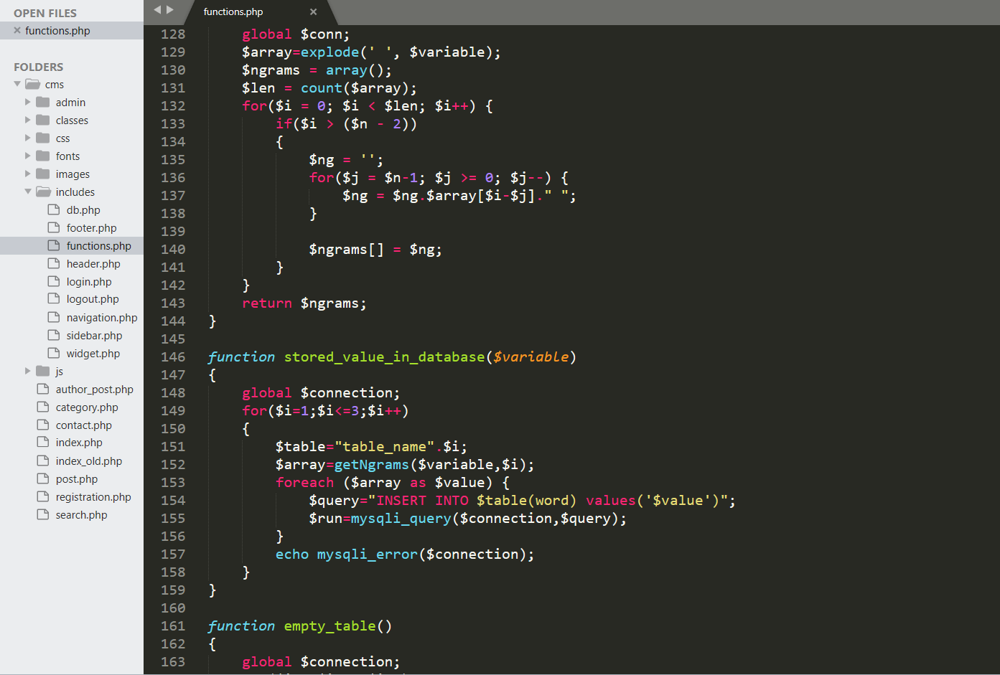 OPEN FILES
functions.php
FOLDERS
cms
admin
classes
css
fonts
images
includes
db.php
footer.php
functions.php
header.php
login.php
logout.php
navigation.php
sidebar.php
widget.php
js
author_post.php
category.php
contact.php
index.php
index_old.php
post.php
registration.php
search.php
functions.php
128 global $conn;
129 $array=explode(' ', $variable);
130 $ngrams = array();
131 $len = count($array);
132 for($i = 0; $i < $len; $i++) {
133 if($i > ($n - 2))
134 {
135 $ng = '';
136 for($j = $n-1; $j >= 0; $j--) {
137 $ng = $ng.$array[$i-$j]." ";
138 }
139
140 $ngrams[] = $ng;
141 }
142 }
143 return $ngrams;
144 }
145
146 function stored_value_in_database($variable)
147 {
148 global $connection;
149 for($i=1;$i<=3;$i++)
150 {
151 $table="table_name".$i;
152 $array=getNgrams($variable,$i);
153 foreach ($array as $value) {
154 $query="INSERT INTO $table(word) values('$value')";
155 $run=mysqli_query($connection,$query);
156 }
157 echo mysqli_error($connection);
158 }
159 }
160
161 function empty_table()
162 {
163 global $connection;